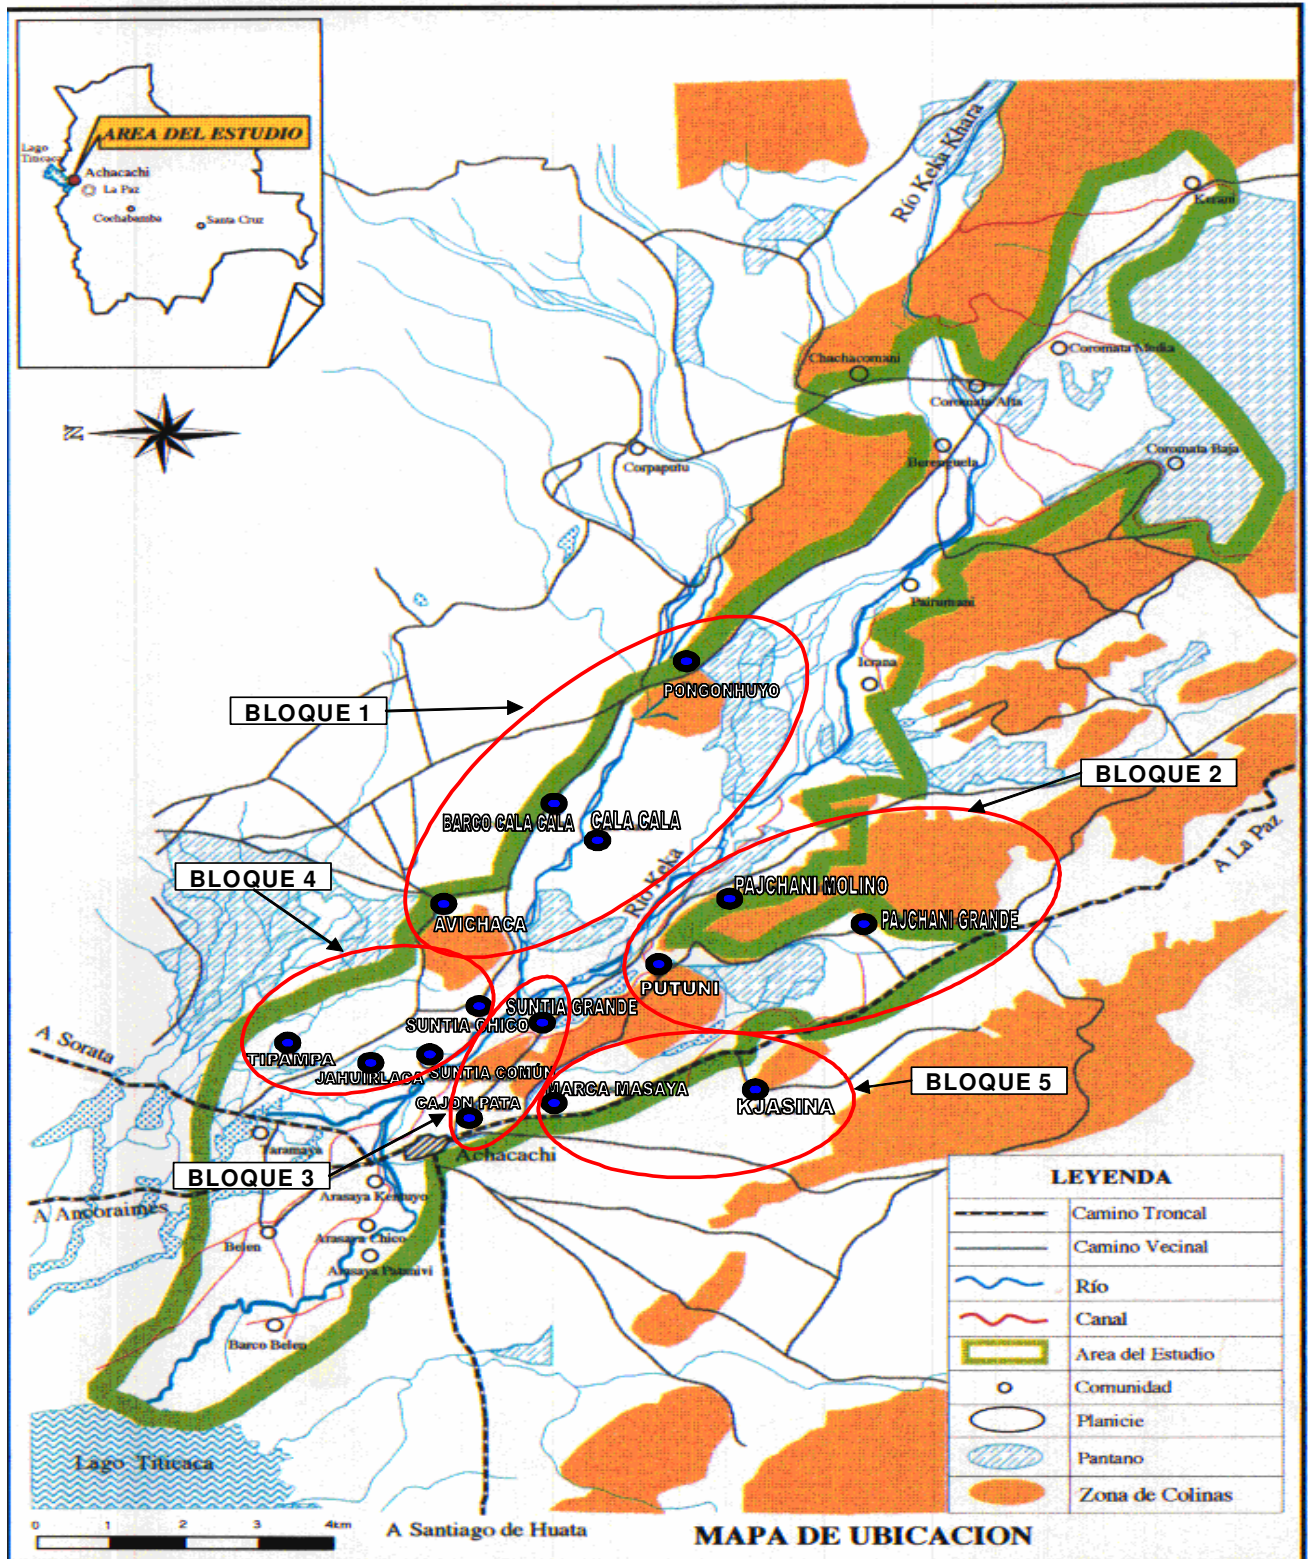 AREA DEL ESTUDIO
Lago
Titicaca
Achacachi
La Paz
Cochabamba
Santa Cruz
N
Río Keka Khara
Kerani
Chachacomani
Coromata Media
Coromata Alta
Corpaputu
Burenguela
Coromata Baja
Pairumani
Icrana
PONGONHUYO
BLOQUE 1
BLOQUE 2
BARCO CALA CALA
CALA CALA
A La Paz
BLOQUE 4
Río Keka
PAJCHANI MOLINO
AVICHACA
PAJCHANI GRANDE
PUTUNI
SUNTIA GRANDE
SUNTIA CHICO
A Sorata
TIPAMPA
JAHUIRLACA
SUNTIA COMÚN
MARCA MASAYA
BLOQUE 5
KJASINA
CAJON PATA
Taramaya
Achacachi
BLOQUE 3
A Ancoraimes
Arasaya Kentuyo
Belen
Arasaya Chico
Arasaya Patanivi
Barco Belen
Lago Titicaca
LEYENDA
Camino Troncal
Camino Vecinal
Río
Canal
Area del Estudio
Comunidad
Planicie
Pantano
Zona de Colinas
0 1 2 3 4km
A Santiago de Huata
MAPA DE UBICACION